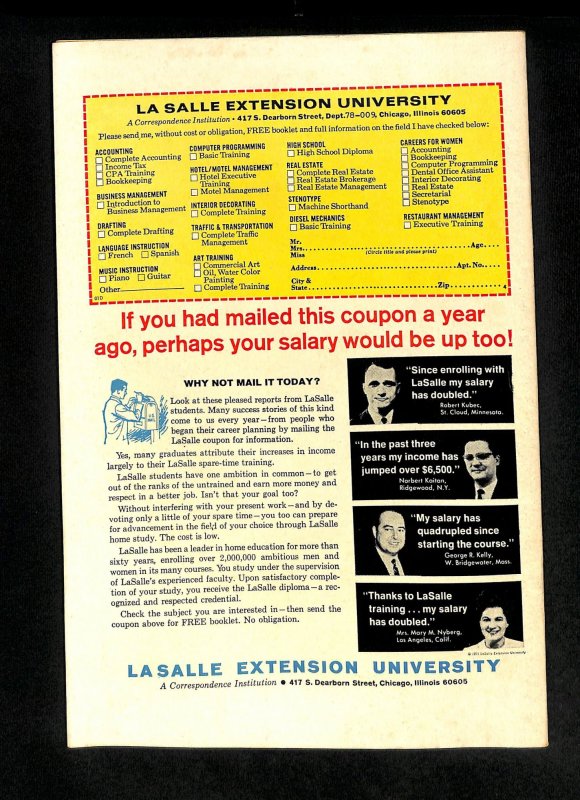 LA SALLE EXTENSION UNIVERSITY
A Correspondence Institution • 417 S. Dearborn Street, Dept. 78-009, Chicago, Illinois 60605
Please send me, without cost or obligation, FREE booklet and full information on the field I have checked below:
ACCOUNTING
Complete Accounting
Income Tax
CPA Training
Bookkeeping
BUSINESS MANAGEMENT
Introduction to
Business Management
DRAFTING
Complete Drafting
LANGUAGE INSTRUCTION
French Spanish
MUSIC INSTRUCTION
Piano Guitar
Other
610
COMPUTER PROGRAMMING
Basic Training
HOTEL/MOTEL MANAGEMENT
Hotel Executive
Training
Motel Management
INTERIOR DECORATING
Complete Training
TRAFFIC & TRANSPORTATION
Complete Traffic
Management
ART TRAINING
Commercial Art
Oil, Water Color
Painting
Complete Training
HIGH SCHOOL
High School Diploma
REAL ESTATE
Complete Real Estate
Real Estate Brokerage
Real Estate Management
STENOTYPE
Machine Shorthand
DIESEL MECHANICS
Basic Training
CAREERS FOR WOMEN
Accounting
Bookkeeping
Computer Programming
Dental Office Assistant
Interior Decorating
Real Estate
Secretarial
Stenotype
RESTAURANT MANAGEMENT
Executive Training
Mr.
Mrs. Age
Miss (Circle title and please print)
Address Apt. No.
City &
State Zip 4
If you had mailed this coupon a year
ago, perhaps your salary would be up too!
WHY NOT MAIL IT TODAY?
Look at these pleased reports from LaSalle
students. Many success stories of this kind
come to us every year—from people who
began their career planning by mailing the
LaSalle coupon for information.
Yes, many graduates attribute their increases in income
largely to their LaSalle spare-time training.
LaSalle students have one ambition in common—to get
out of the ranks of the untrained and earn more money and
respect in a better job. Isn't that your goal too?
Without interfering with your present work—and by de-
voting only a little of your spare time—you too can prepare
for advancement in the field of your choice through LaSalle
home study. The cost is low.
LaSalle has been a leader in home education for more than
sixty years, enrolling over 2,000,000 ambitious men and
women in its many courses. You study under the supervision
of LaSalle's experienced faculty. Upon satisfactory comple-
tion of your study, you receive the LaSalle diploma—a rec-
ognized and respected credential.
Check the subject you are interested in—then send the
coupon above for FREE booklet. No obligation.
"Since enrolling with
LaSalle my salary
has doubled."
Robert Kubec,
St. Cloud, Minnesota.
"In the past three
years my income has
jumped over $6,500."
Norbert Kaitan,
Ridgewood, N.Y.
"My salary has
quadrupled since
starting the course."
George R. Kelly,
W. Bridgewater, Mass.
"Thanks to LaSalle
training . . . my salary
has doubled."
Mrs. Mary M. Nyberg,
Los Angeles, Calif.
LaSalle Extension University
LA SALLE EXTENSION UNIVERSITY
A Correspondence Institution • 417 S. Dearborn Street, Chicago, Illinois 60605